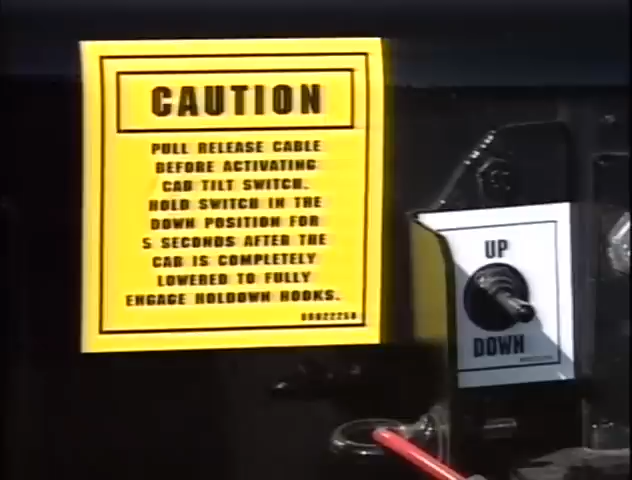 CAUTION
PULL RELEASE CABLE
BEFORE ACTIVATING
CAB TILT SWITCH.
HOLD SWITCH IN THE
DOWN POSITION FOR
5 SECONDS AFTER THE
CAB IS COMPLETELY
LOWERED TO FULLY
ENGAGE HOLDOWN HOOKS.
UP
DOWN